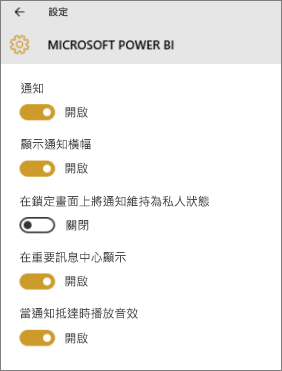 設定
MICROSOFT POWER BI
通知
開啟
顯示通知橫幅
開啟
在鎖定畫面上將通知維持為私人狀態
關閉
在重要訊息中心顯示
開啟
當通知抵達時播放音效
開啟